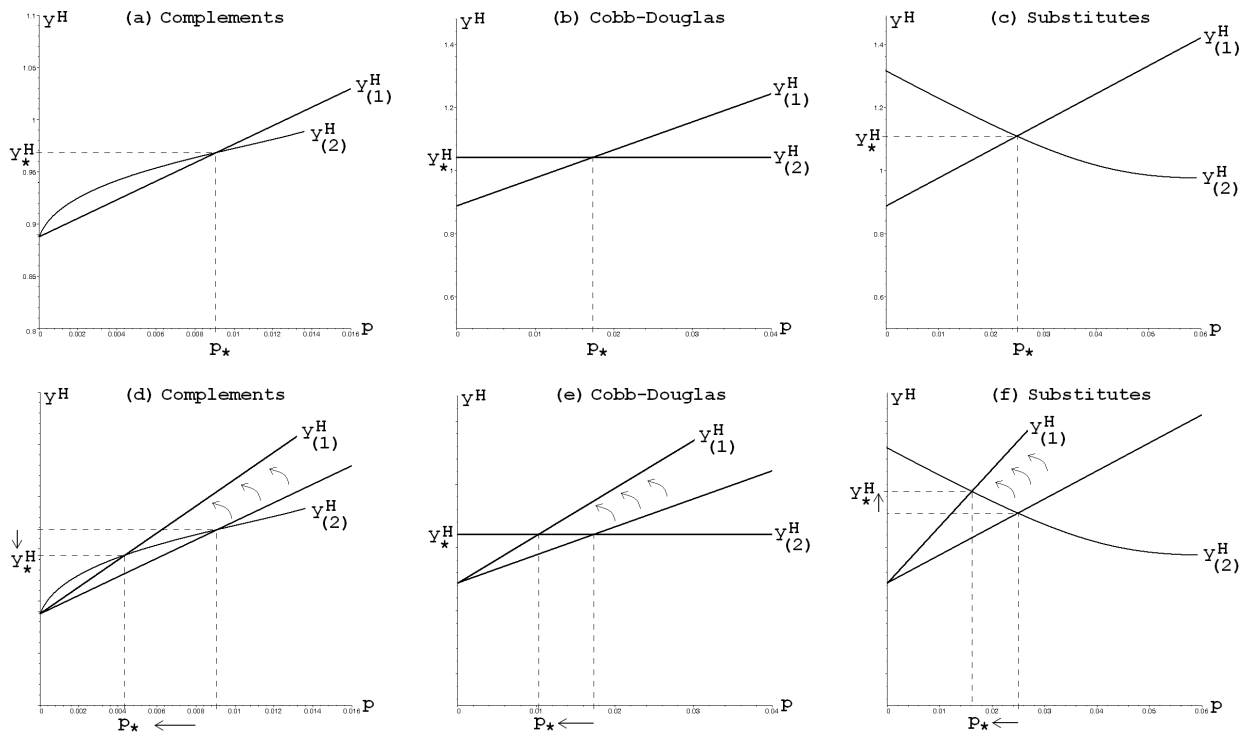 (a) Complements
y^H
1.11
1.05
1
0.96
0.9
0.85
0.8
y^H_*
y^H_(1)
y^H_(2)
0 0.002 0.004 0.006 0.008 0.01 0.012 0.014 0.016 p
p_*
(b) Cobb-Douglas
y^H
1.4
1.2
1
0.8
0.6
y^H_*
y^H_(1)
y^H_(2)
0.01 0.02 0.03 0.04 p
p_*
(c) Substitutes
y^H
1.4
1.2
1
0.8
0.6
y^H_*
y^H_(1)
y^H_(2)
0 0.01 0.02 0.03 0.04 0.05 0.06 p
p_*
(d) Complements
y^H
y^H_(1)
y^H_(2)
↓
y^H_*
0 0.002 0.004 0.006 0.008 0.01 0.012 0.014 0.016 p
p_* ←
(e) Cobb-Douglas
y^H
y^H_(1)
y^H_*
y^H_(2)
0.01 0.02 0.03 0.04 p
p_* ←
(f) Substitutes
y^H
y^H_(1)
y^H_* ↑
y^H_(2)
0 0.01 0.02 0.03 0.04 0.05 0.06 p
p_* ←